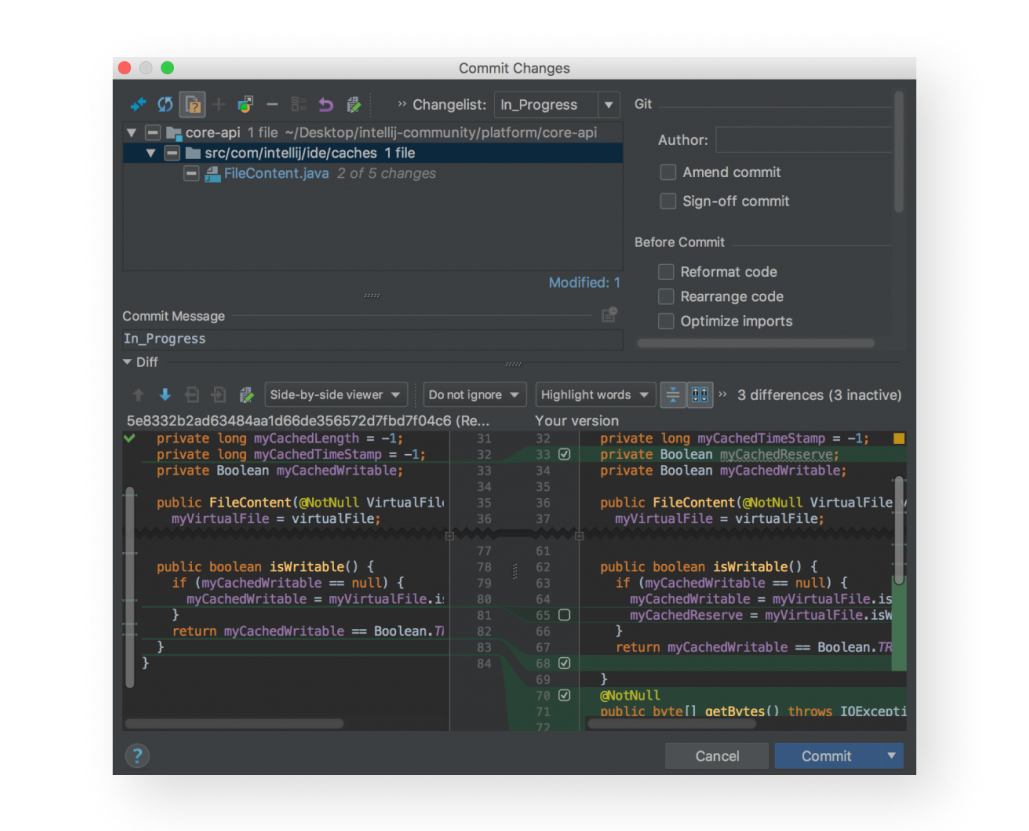 Commit Changes
Changelist: In_Progress
core-api 1 file ~/Desktop/intellij-community/platform/core-api
src/com/intellij/ide/caches 1 file
FileContent.java 2 of 5 changes
Modified: 1
Git
Author:
Amend commit
Sign-off commit
Before Commit
Reformat code
Rearrange code
Optimize imports
Commit Message
In_Progress
Diff
Side-by-side viewer Do not ignore Highlight words 3 differences (3 inactive)
5e8332b2ad63484aa1d66de356572d7fbd7f04c6 (Re... Your version
private long myCachedLength = -1; 31 32 private long myCachedTimeStamp = -1;
private long myCachedTimeStamp = -1; 32 33 private Boolean myCachedReserve;
private Boolean myCachedWritable; 33 34 private Boolean myCachedWritable;
34 35
public FileContent(@NotNull VirtualFile 35 36 public FileContent(@NotNull VirtualFile
myVirtualFile = virtualFile; 36 37 myVirtualFile = virtualFile;
77 61
public boolean isWritable() { 78 62 public boolean isWritable() {
if (myCachedWritable == null) { 79 63 if (myCachedWritable == null) {
myCachedWritable = myVirtualFile.is 80 64 myCachedWritable = myVirtualFile.is
} 81 65 myCachedReserve = myVirtualFile.isW
return myCachedWritable == Boolean.TR 82 66 }
} 83 67 return myCachedWritable == Boolean.TR
} 84 68
69 }
70 @NotNull
71 public byte[] getBytes() throws IOExcepti
72
? Cancel Commit